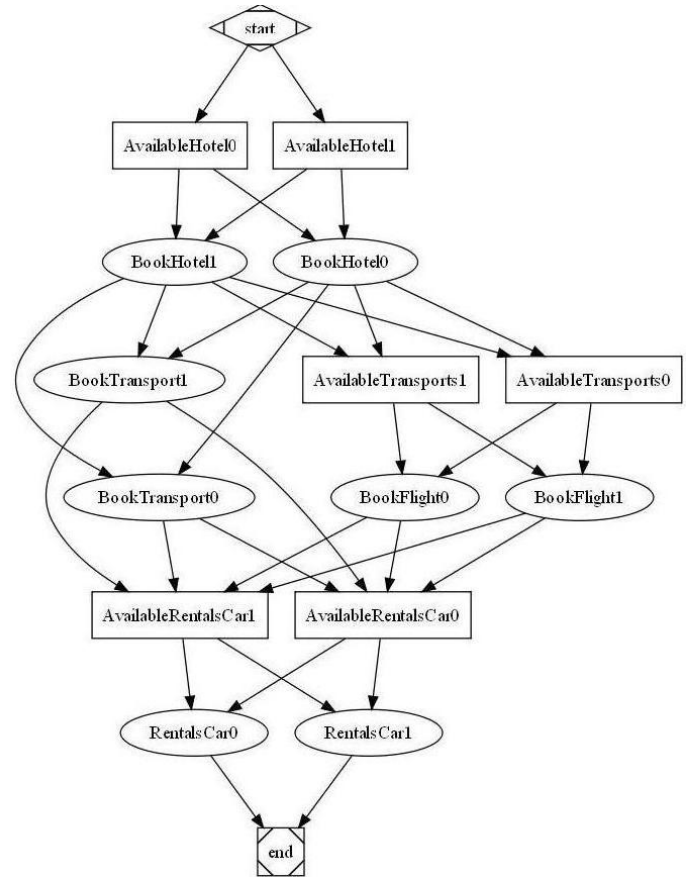 start
AvailableHotel0
AvailableHotel1
BookHotel1
BookHotel0
BookTransport1
AvailableTransports1
AvailableTransports0
BookTransport0
BookFlight0
BookFlight1
AvailableRentalsCar1
AvailableRentalsCar0
RentalsCar0
RentalsCar1
end